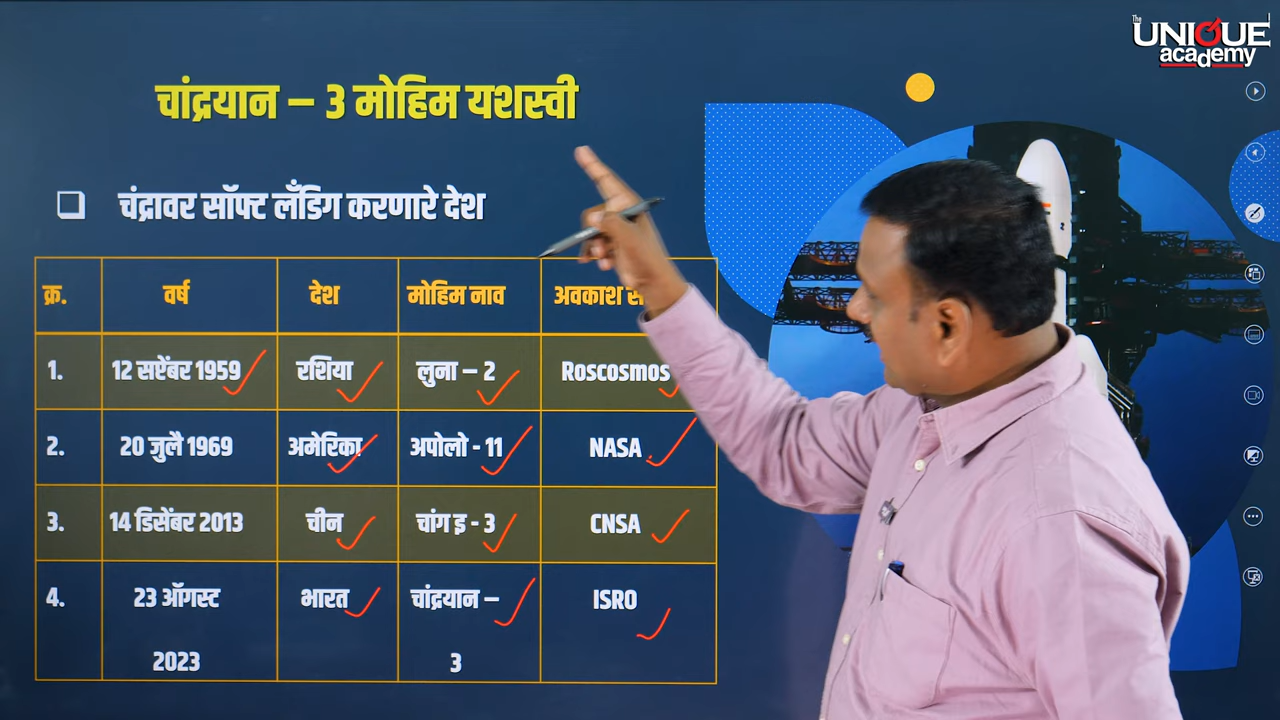 The
UNIQUE
academy
चांद्रयान – 3 मोहिम यशस्वी
चंद्रावर सॉफ्ट लँडिग करणारे देश
क्र. वर्ष देश मोहिम नाव अवकाश
1. 12 सप्टेंबर 1959 रशिया लुना – 2 Roscosmos
2. 20 जुलै 1969 अमेरिका अपोलो - 11 NASA
3. 14 डिसेंबर 2013 चीन चांग इ - 3 CNSA
4. 23 ऑगस्ट 2023 भारत चांद्रयान – 3 ISRO